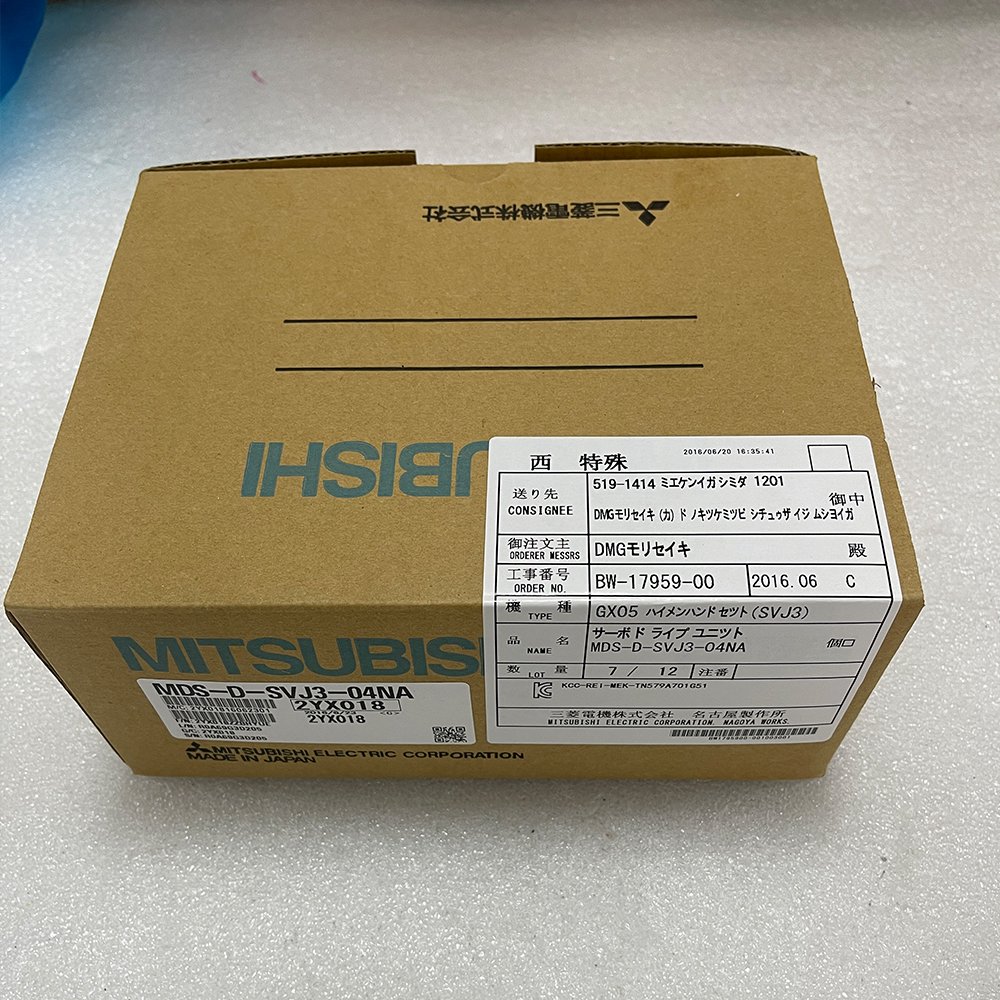 三菱電機株式会社
MITSUBISHI
西 特殊
2016/06/20 16:35:41
送り先
CONSIGNEE
519-1414 ミエケンイガシミダ 1201
御中
DMGモリセイキ (カ) ド ノキツケミツビ シチュウザイジ ムシヨイガ
御注文主
ORDERER MESSRS
DMGモリセイキ
殿
工事番号
ORDER NO.
BW-17959-00
2016.06 C
機 種
TYPE
GX05 ハイメンハンドセツト(SVJ3)
品 名
NAME
サーボドライブユニツト
MDS-D-SVJ3-04NA
個口
数 量
LOT
7 / 12
注番
KCC-REI-MEK-TN579A701G51
三菱電機株式会社 名古屋製作所
MITSUBISHI ELECTRIC CORPORATION. NAGOYA WORKS.
MITSUBIS
MDS-D-SVJ3-04NA
2YX018
2YX018
G/C: 2YX018
S/N: R0A69G3D205
MITSUBISHI ELECTRIC CORPORATION
MADE IN JAPAN